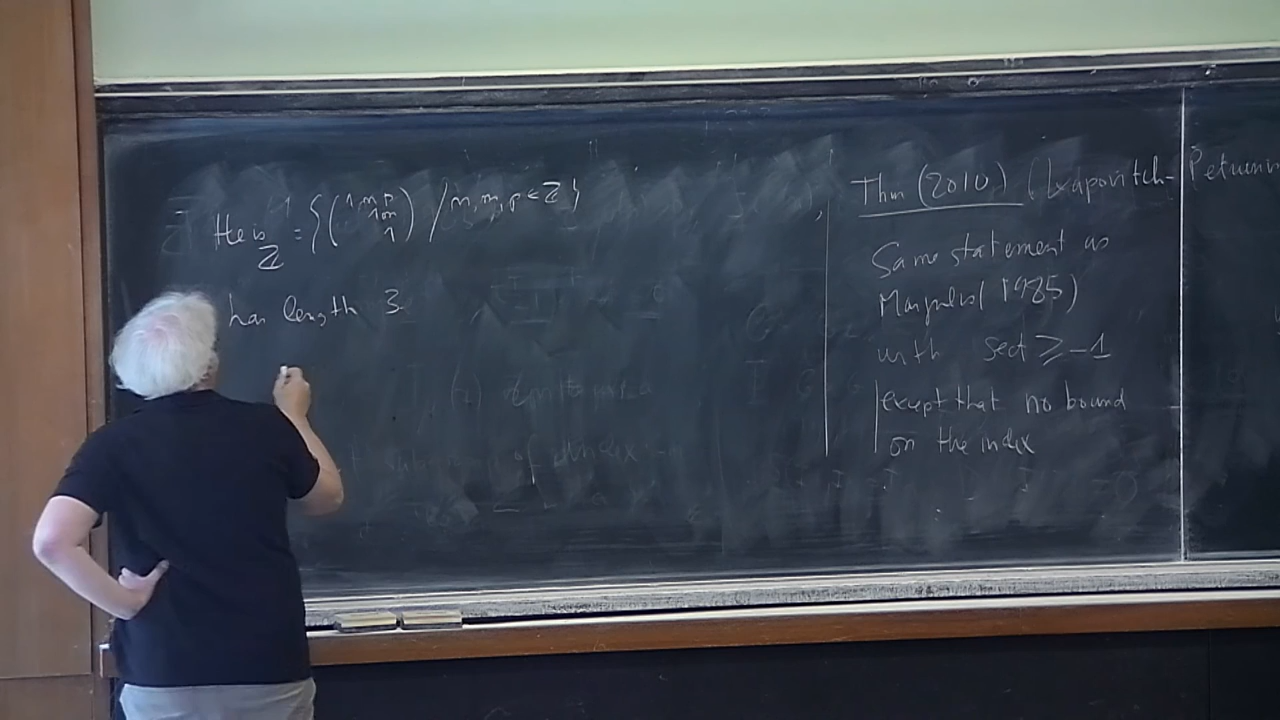 Heis_Z = {(1 m p
1 m
1) / m, m, p ∈ Z}
has length 3
Thm (2010) (Kapovitch-Petrunin
Same statement as
Margulis (1985)
with sect ≥ -1
except that no bound
on the index